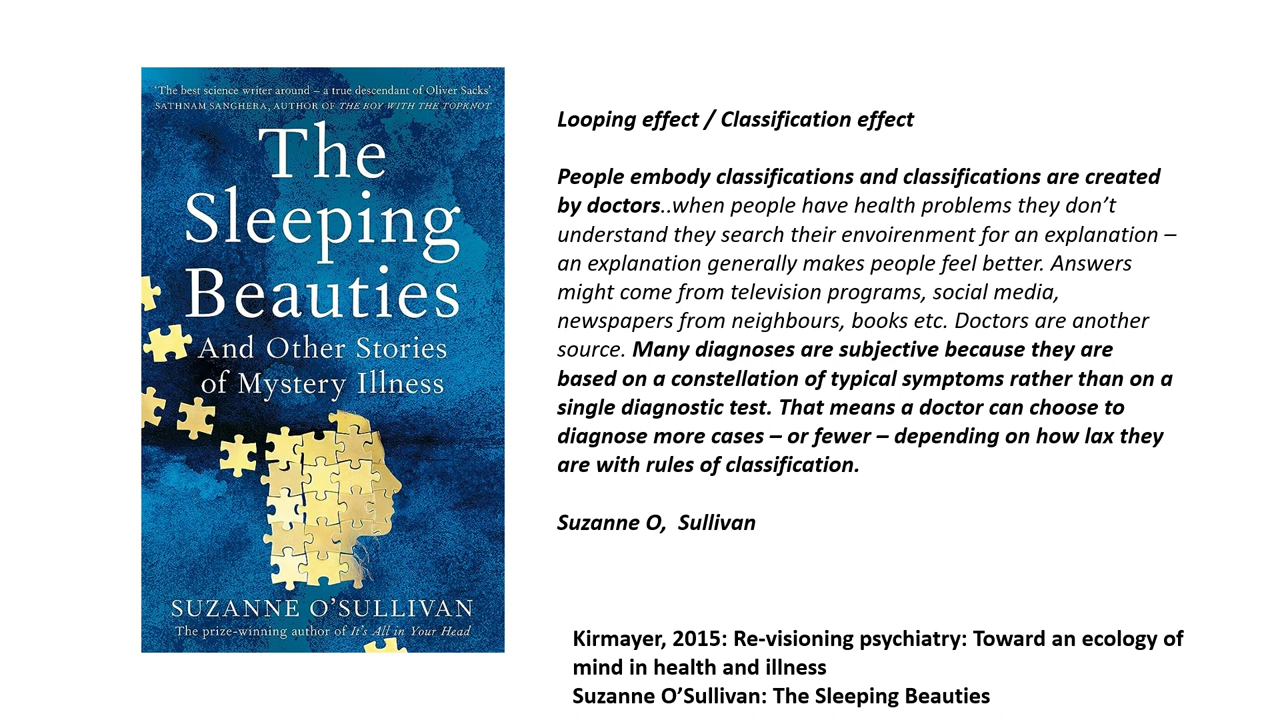 'The best science writer around – a true descendant of Oliver Sacks'
SATHNAM SANGHERA, AUTHOR OF THE BOY WITH THE TOPKNOT
The
Sleeping
Beauties
And Other Stories
of Mystery Illness
SUZANNE O'SULLIVAN
The prize-winning author of It's All in Your Head
Looping effect / Classification effect
People embody classifications and classifications are created
by doctors..when people have health problems they don't
understand they search their envoirenment for an explanation –
an explanation generally makes people feel better. Answers
might come from television programs, social media,
newspapers from neighbours, books etc. Doctors are another
source. Many diagnoses are subjective because they are
based on a constellation of typical symptoms rather than on a
single diagnostic test. That means a doctor can choose to
diagnose more cases – or fewer – depending on how lax they
are with rules of classification.
Suzanne O, Sullivan
Kirmayer, 2015: Re-visioning psychiatry: Toward an ecology of
mind in health and illness
Suzanne O'Sullivan: The Sleeping Beauties